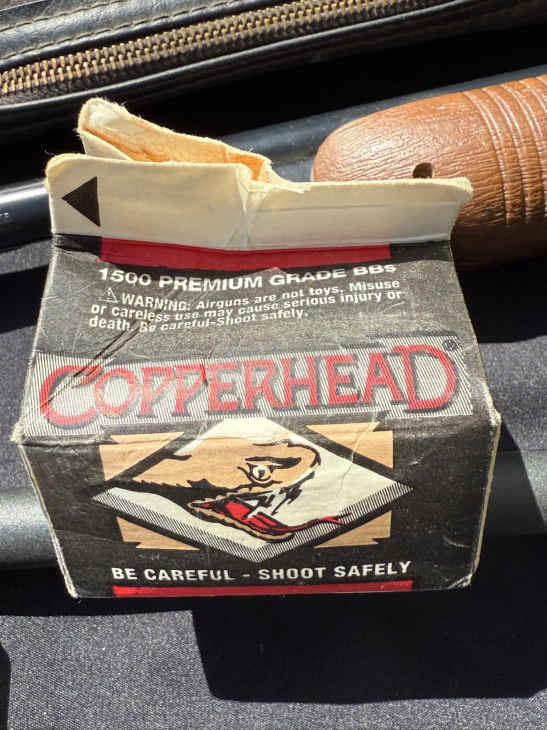 1500 PREMIUM GRADE BBs
⚠ WARNING: Airguns are not toys. Misuse
or careless use may cause serious injury or
death. Be careful-Shoot safely.
COPPERHEAD®
BE CAREFUL - SHOOT SAFELY